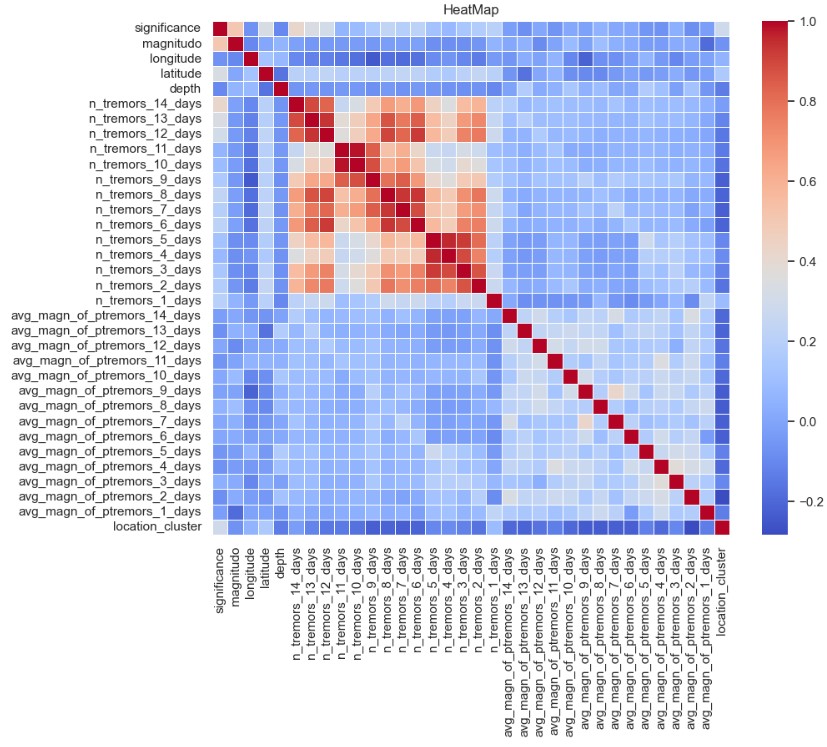 HeatMap
significance
magnitudo
longitude
latitude
depth
n_tremors_14_days
n_tremors_13_days
n_tremors_12_days
n_tremors_11_days
n_tremors_10_days
n_tremors_9_days
n_tremors_8_days
n_tremors_7_days
n_tremors_6_days
n_tremors_5_days
n_tremors_4_days
n_tremors_3_days
n_tremors_2_days
n_tremors_1_days
avg_magn_of_ptremors_14_days
avg_magn_of_ptremors_13_days
avg_magn_of_ptremors_12_days
avg_magn_of_ptremors_11_days
avg_magn_of_ptremors_10_days
avg_magn_of_ptremors_9_days
avg_magn_of_ptremors_8_days
avg_magn_of_ptremors_7_days
avg_magn_of_ptremors_6_days
avg_magn_of_ptremors_5_days
avg_magn_of_ptremors_4_days
avg_magn_of_ptremors_3_days
avg_magn_of_ptremors_2_days
avg_magn_of_ptremors_1_days
location_cluster
significance
magnitudo
longitude
latitude
depth
n_tremors_14_days
n_tremors_13_days
n_tremors_12_days
n_tremors_11_days
n_tremors_10_days
n_tremors_9_days
n_tremors_8_days
n_tremors_7_days
n_tremors_6_days
n_tremors_5_days
n_tremors_4_days
n_tremors_3_days
n_tremors_2_days
n_tremors_1_days
avg_magn_of_ptremors_14_days
avg_magn_of_ptremors_13_days
avg_magn_of_ptremors_12_days
avg_magn_of_ptremors_11_days
avg_magn_of_ptremors_10_days
avg_magn_of_ptremors_9_days
avg_magn_of_ptremors_8_days
avg_magn_of_ptremors_7_days
avg_magn_of_ptremors_6_days
avg_magn_of_ptremors_5_days
avg_magn_of_ptremors_4_days
avg_magn_of_ptremors_3_days
avg_magn_of_ptremors_2_days
avg_magn_of_ptremors_1_days
location_cluster
1.0
0.8
0.6
0.4
0.2
0.0
−0.2